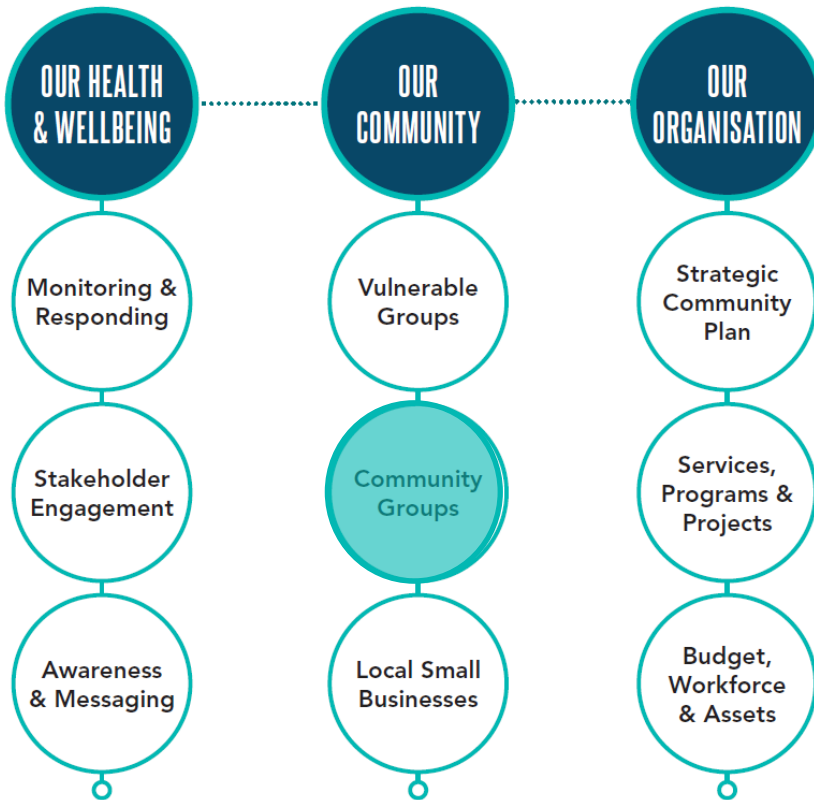 OUR HEALTH
& WELLBEING
Monitoring &
Responding
Stakeholder
Engagement
Awareness
& Messaging
OUR
COMMUNITY
Vulnerable
Groups
Community
Groups
Local Small
Businesses
OUR
ORGANISATION
Strategic
Community
Plan
Services,
Programs &
Projects
Budget,
Workforce
& Assets